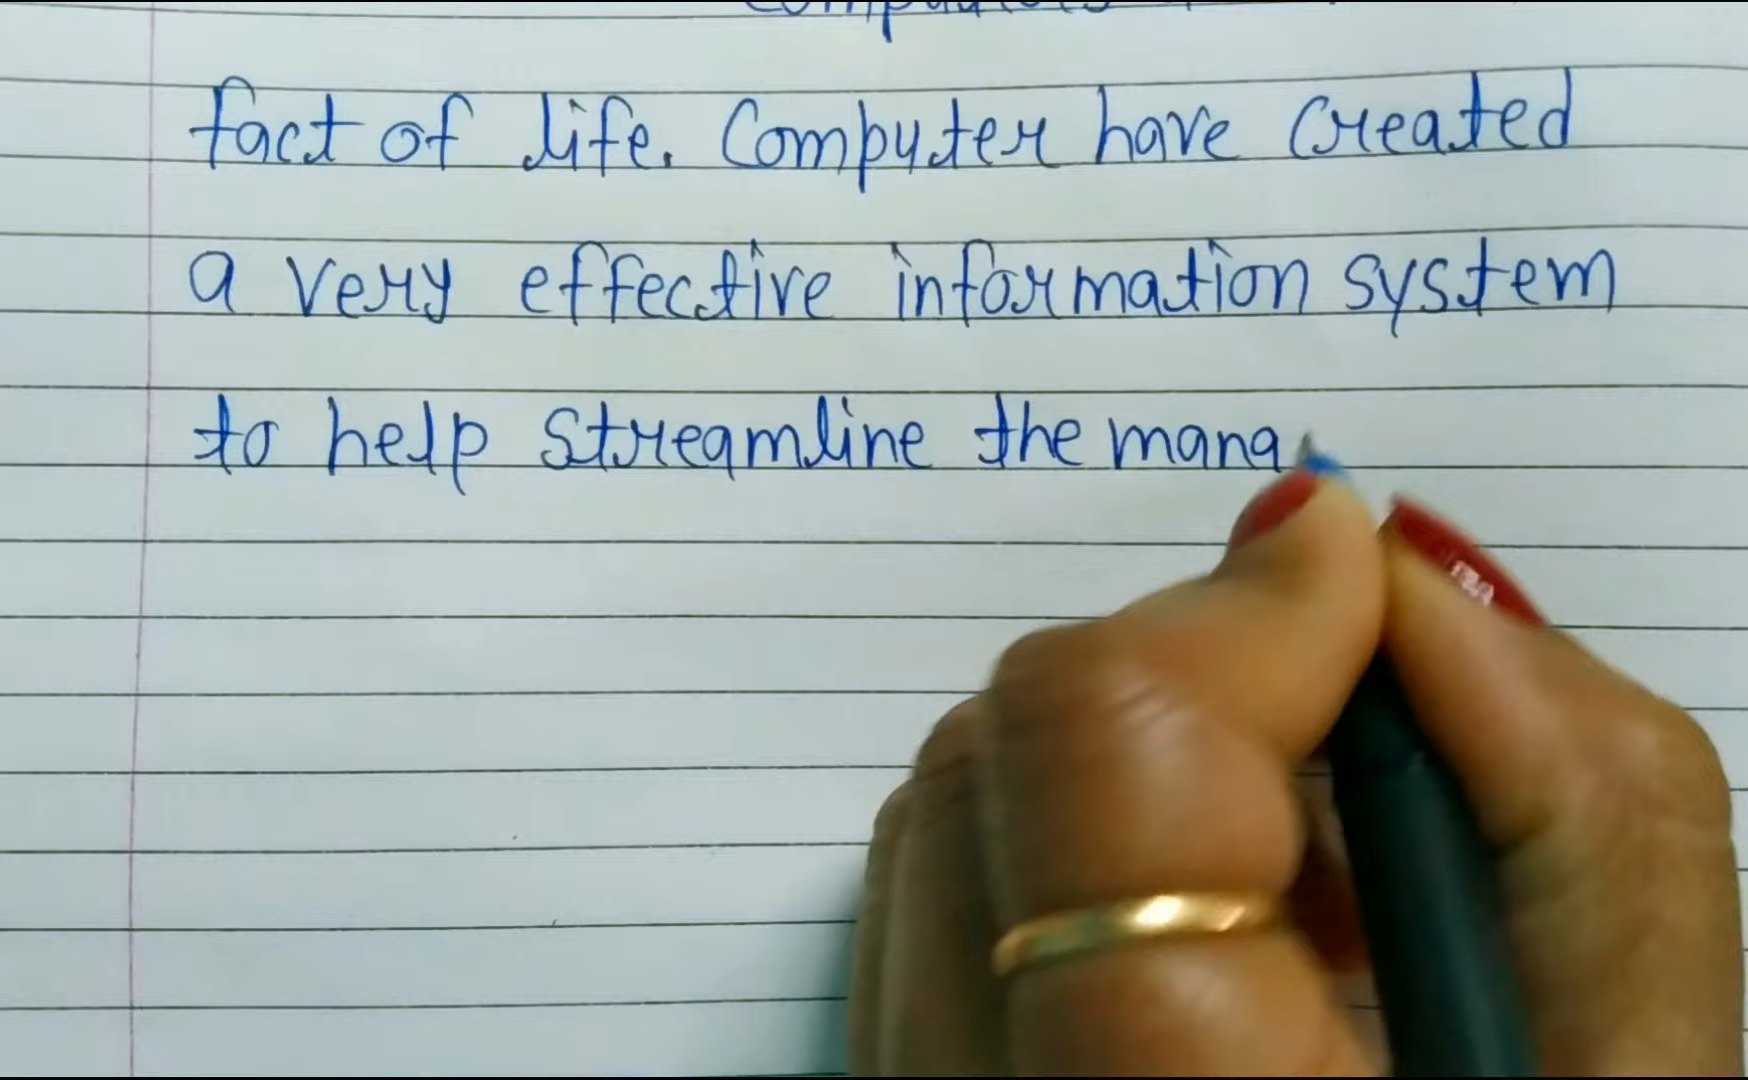 fact of life. Computer have created
a very effective information system
to help streamline the mana